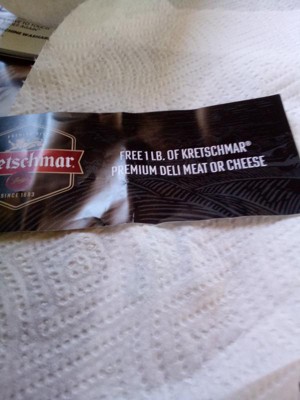 etschmar
SINCE 1883
FREE 1 LB. OF KRETSCHMAR®
PREMIUM DELI MEAT OR CHEESE